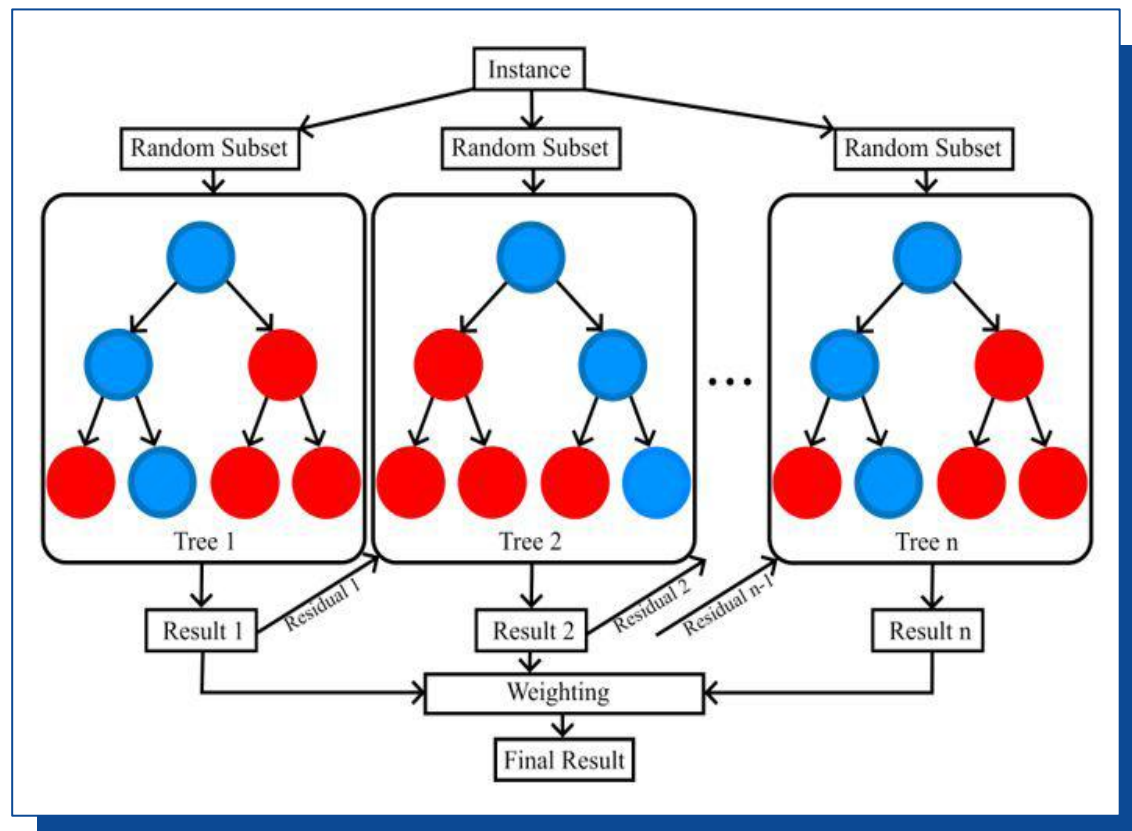 Instance
Random Subset
Random Subset
Random Subset
...
Tree 1
Tree 2
Tree n
Residual 1
Residual 2
Residual n-1
Result 1
Result 2
Result n
Weighting
Final Result